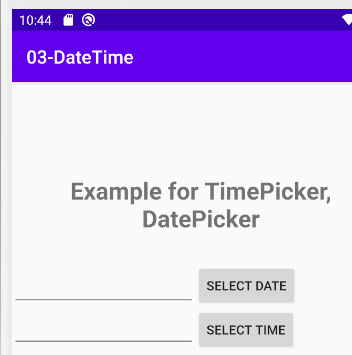 10:44
03-DateTime
Example for TimePicker,
DatePicker
SELECT DATE
SELECT TIME